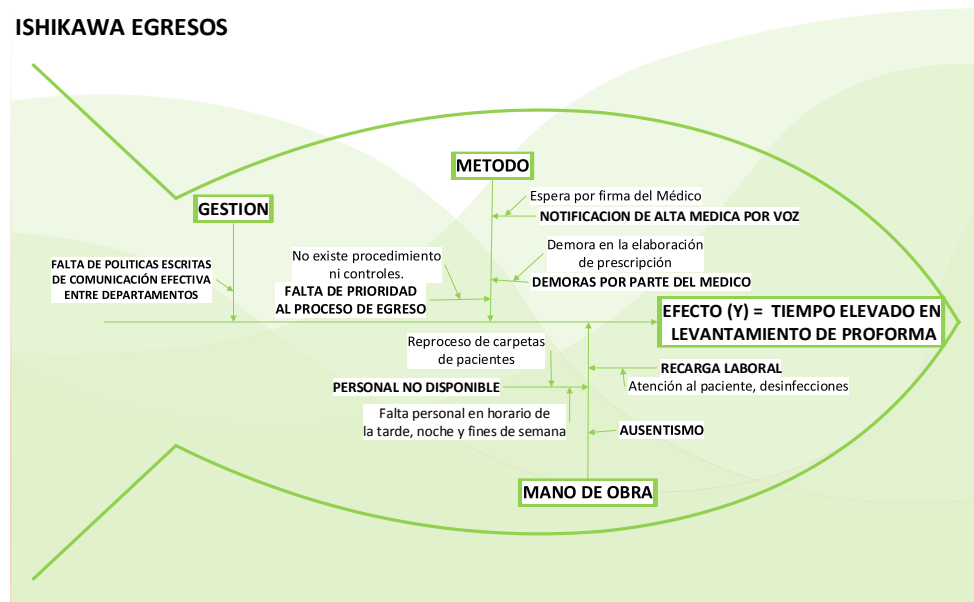 ISHIKAWA EGRESOS
METODO
Espera por firma del Médico
NOTIFICACION DE ALTA MEDICA POR VOZ
GESTION
No existe procedimiento
ni controles.
Demora en la elaboración
de prescripción
FALTA DE POLITICAS ESCRITAS
DE COMUNICACIÓN EFECTIVA
ENTRE DEPARTAMENTOS
FALTA DE PRIORIDAD
AL PROCESO DE EGRESO
DEMORAS POR PARTE DEL MEDICO
EFECTO (Y) = TIEMPO ELEVADO EN
LEVANTAMIENTO DE PROFORMA
Reproceso de carpetas
de pacientes
RECARGA LABORAL
PERSONAL NO DISPONIBLE
Atención al paciente, desinfecciones
Falta personal en horario de
la tarde, noche y fines de semana
AUSENTISMO
MANO DE OBRA